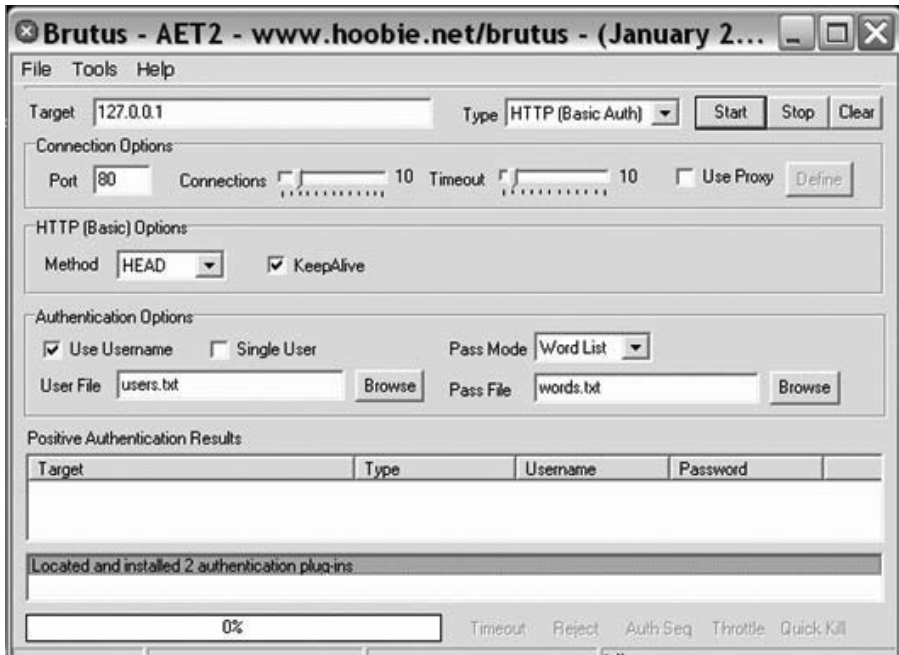 Brutus - AET2 - www.hoobie.net/brutus - (January 2...
File Tools Help
Target 127.0.0.1 Type HTTP (Basic Auth) Start Stop Clear
Connection Options
Port 80 Connections 10 Timeout 10 Use Proxy Define
HTTP (Basic) Options
Method HEAD KeepAlive
Authentication Options
Use Username Single User Pass Mode Word List
User File users.txt Browse Pass File words.txt Browse
Positive Authentication Results
Target Type Username Password
Located and installed 2 authentication plug-ins
0% Timeout Reject Auth Seq Throttle Quick Kill